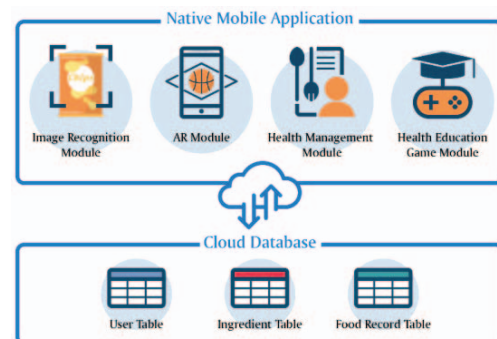 Native Mobile Application
Image Recognition
Module
AR Module
Health Management
Module
Health Education
Game Module
Cloud Database
User Table
Ingredient Table
Food Record Table